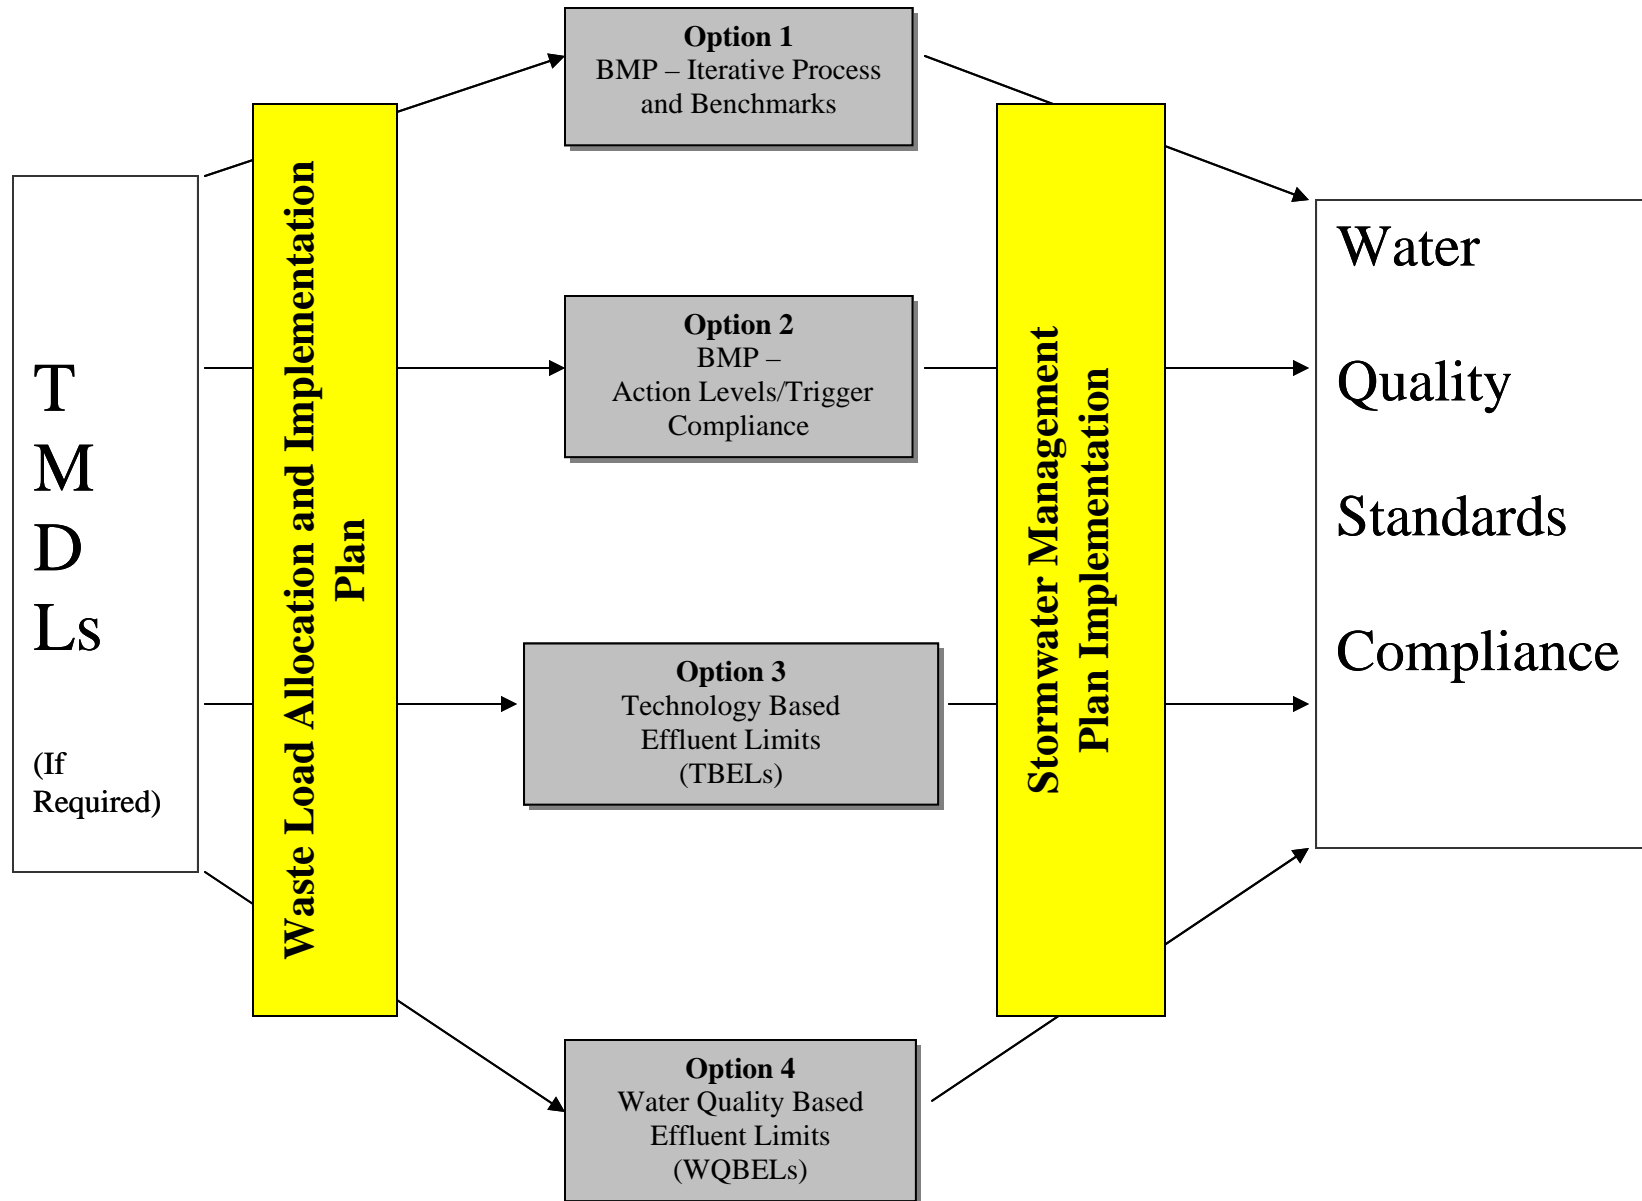 T
M
D
Ls
(If
Required)
Waste Load Allocation and Implementation
Plan
Option 1
BMP – Iterative Process
and Benchmarks
Option 2
BMP –
Action Levels/Trigger
Compliance
Option 3
Technology Based
Effluent Limits
(TBELs)
Option 4
Water Quality Based
Effluent Limits
(WQBELs)
Stormwater Management
Plan Implementation
Water
Quality
Standards
Compliance